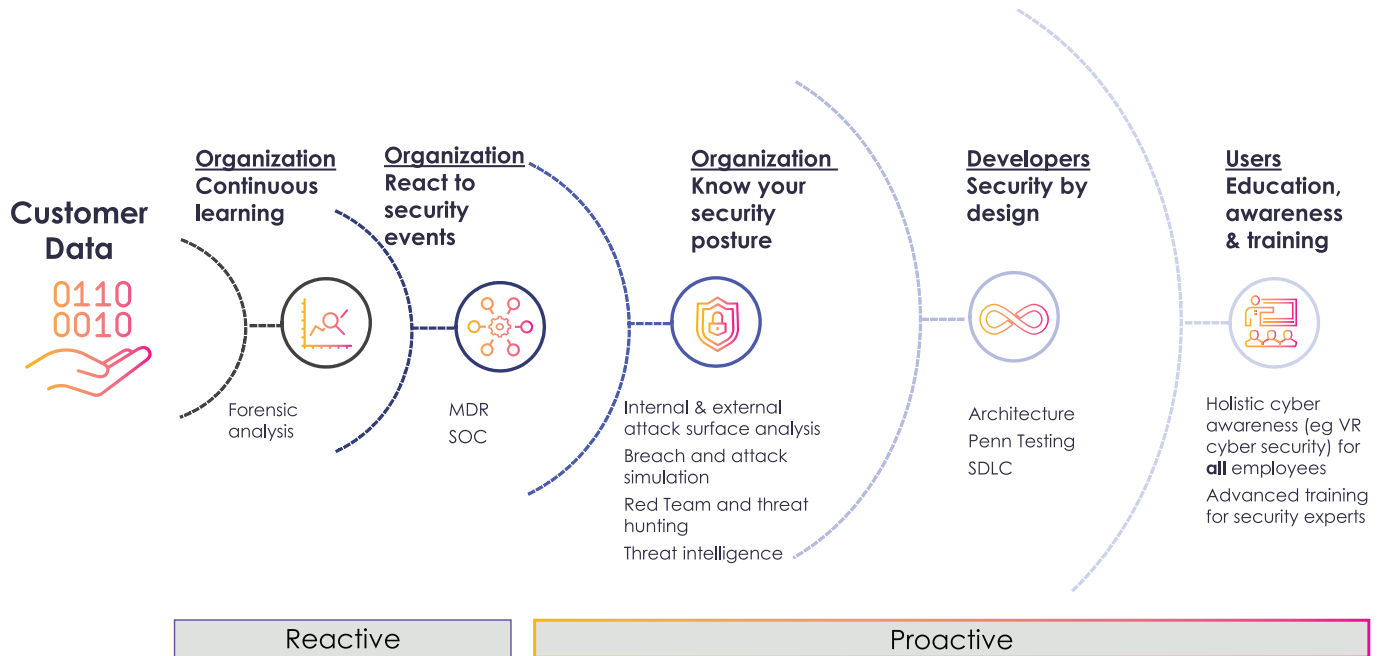 Customer
Data
0110
0010
Organization
Continuous
learning
Forensic
analysis
Organization
React to
security
events
MDR
SOC
Organization
Know your
security
posture
Internal & external
attack surface analysis
Breach and attack
simulation
Red Team and threat
hunting
Threat intelligence
Developers
Security by
design
Architecture
Penn Testing
SDLC
Users
Education,
awareness
& training
Holistic cyber
awareness (eg VR
cyber security) for
all employees
Advanced training
for security experts
Reactive
Proactive